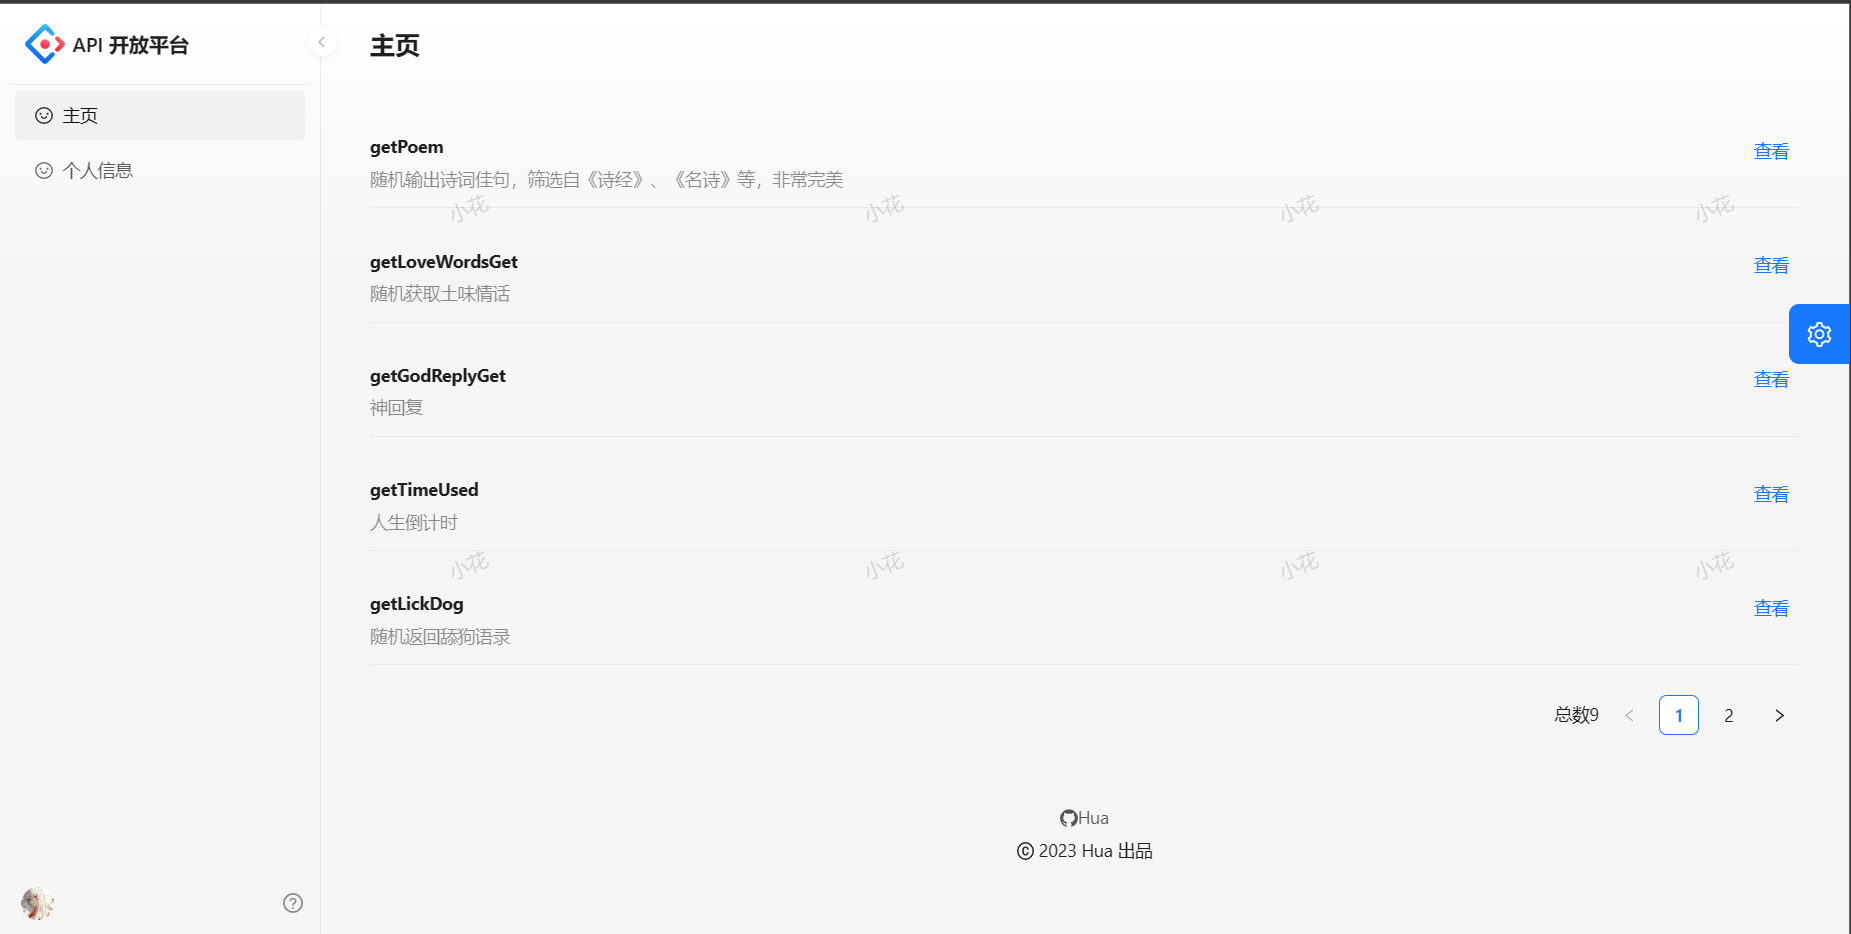 API 开放平台
主页
个人信息
主页
getPoem
查看
随机输出诗词佳句，筛选自《诗经》、《名诗》等，非常完美
小花 小花 小花 小花
getLoveWordsGet
查看
随机获取土味情话
getGodReplyGet
查看
神回复
getTimeUsed
查看
人生倒计时
小花 小花 小花 小花
getLickDog
查看
随机返回舔狗语录
总数9 < 1 2 >
Hua
© 2023 Hua 出品